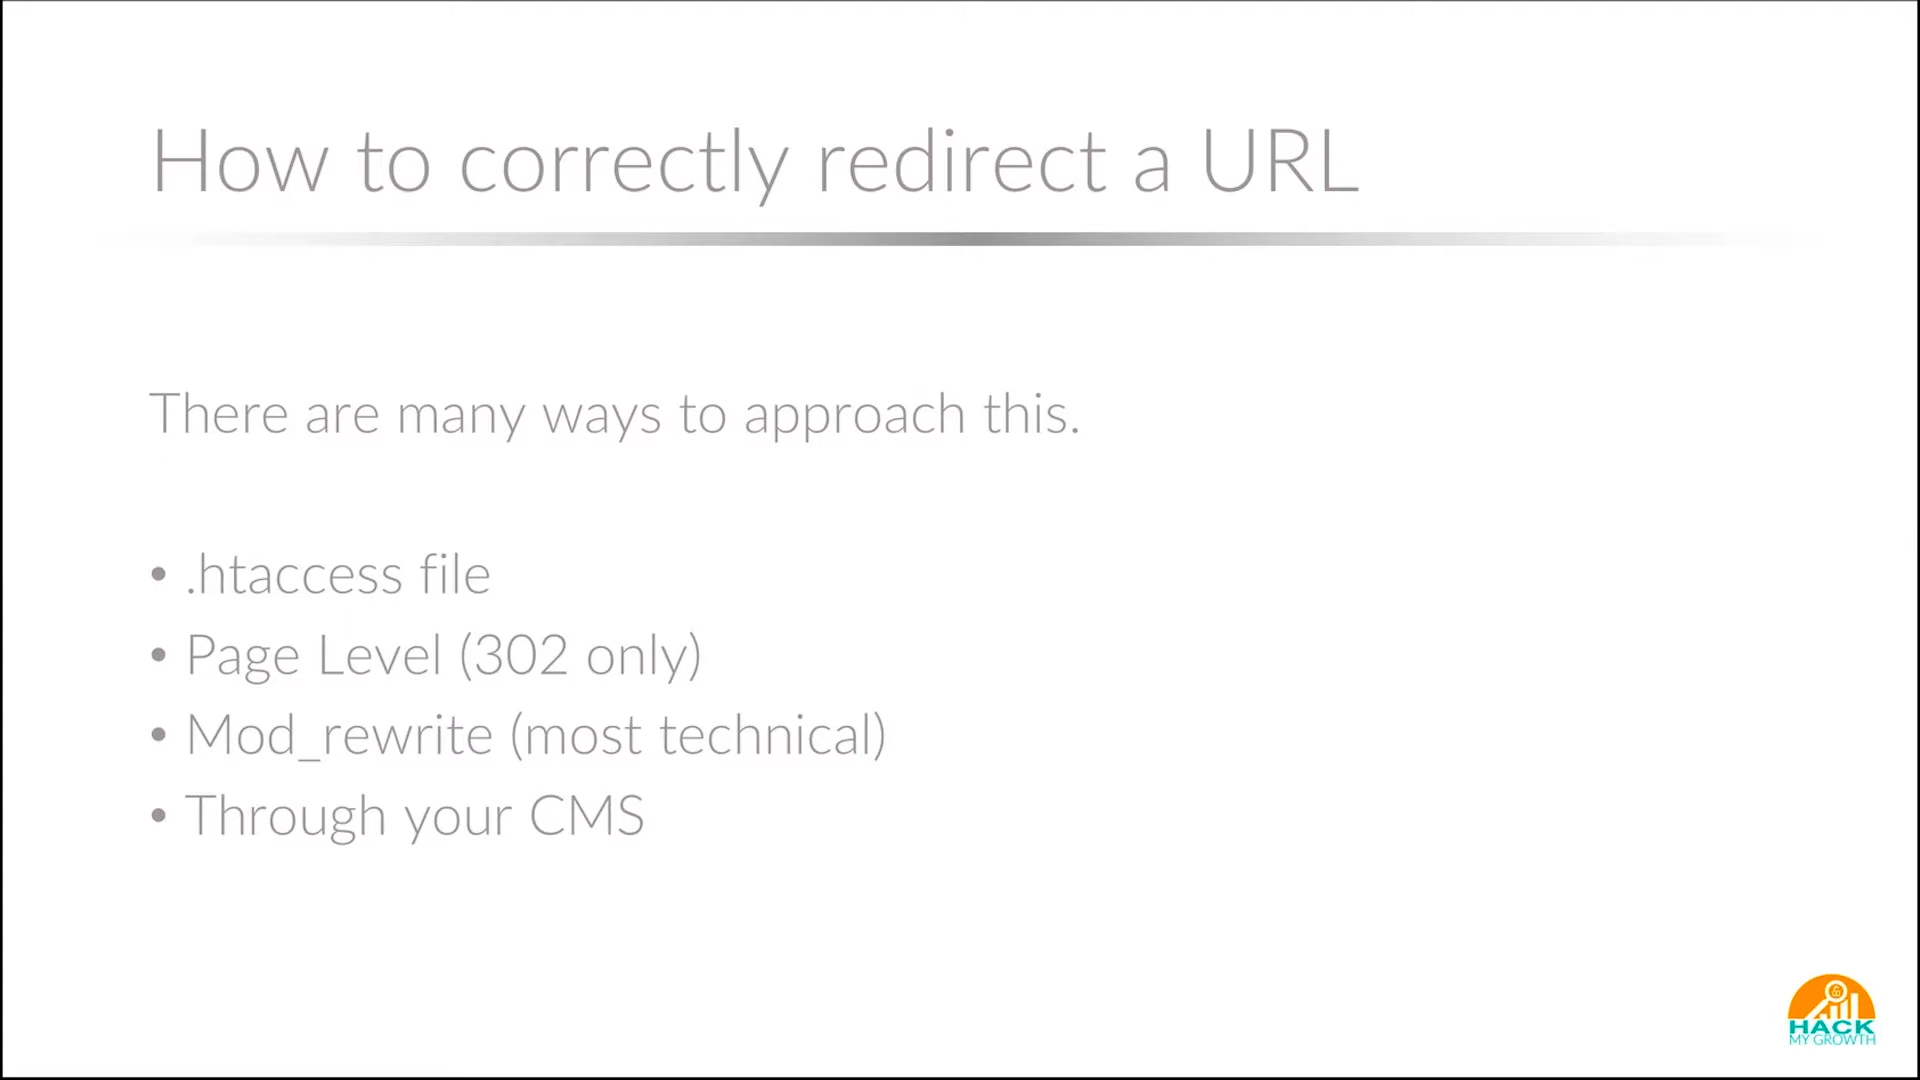 How to correctly redirect a URL
There are many ways to approach this.
• .htaccess file
• Page Level (302 only)
• Mod_rewrite (most technical)
• Through your CMS
HACK
MY GROWTH